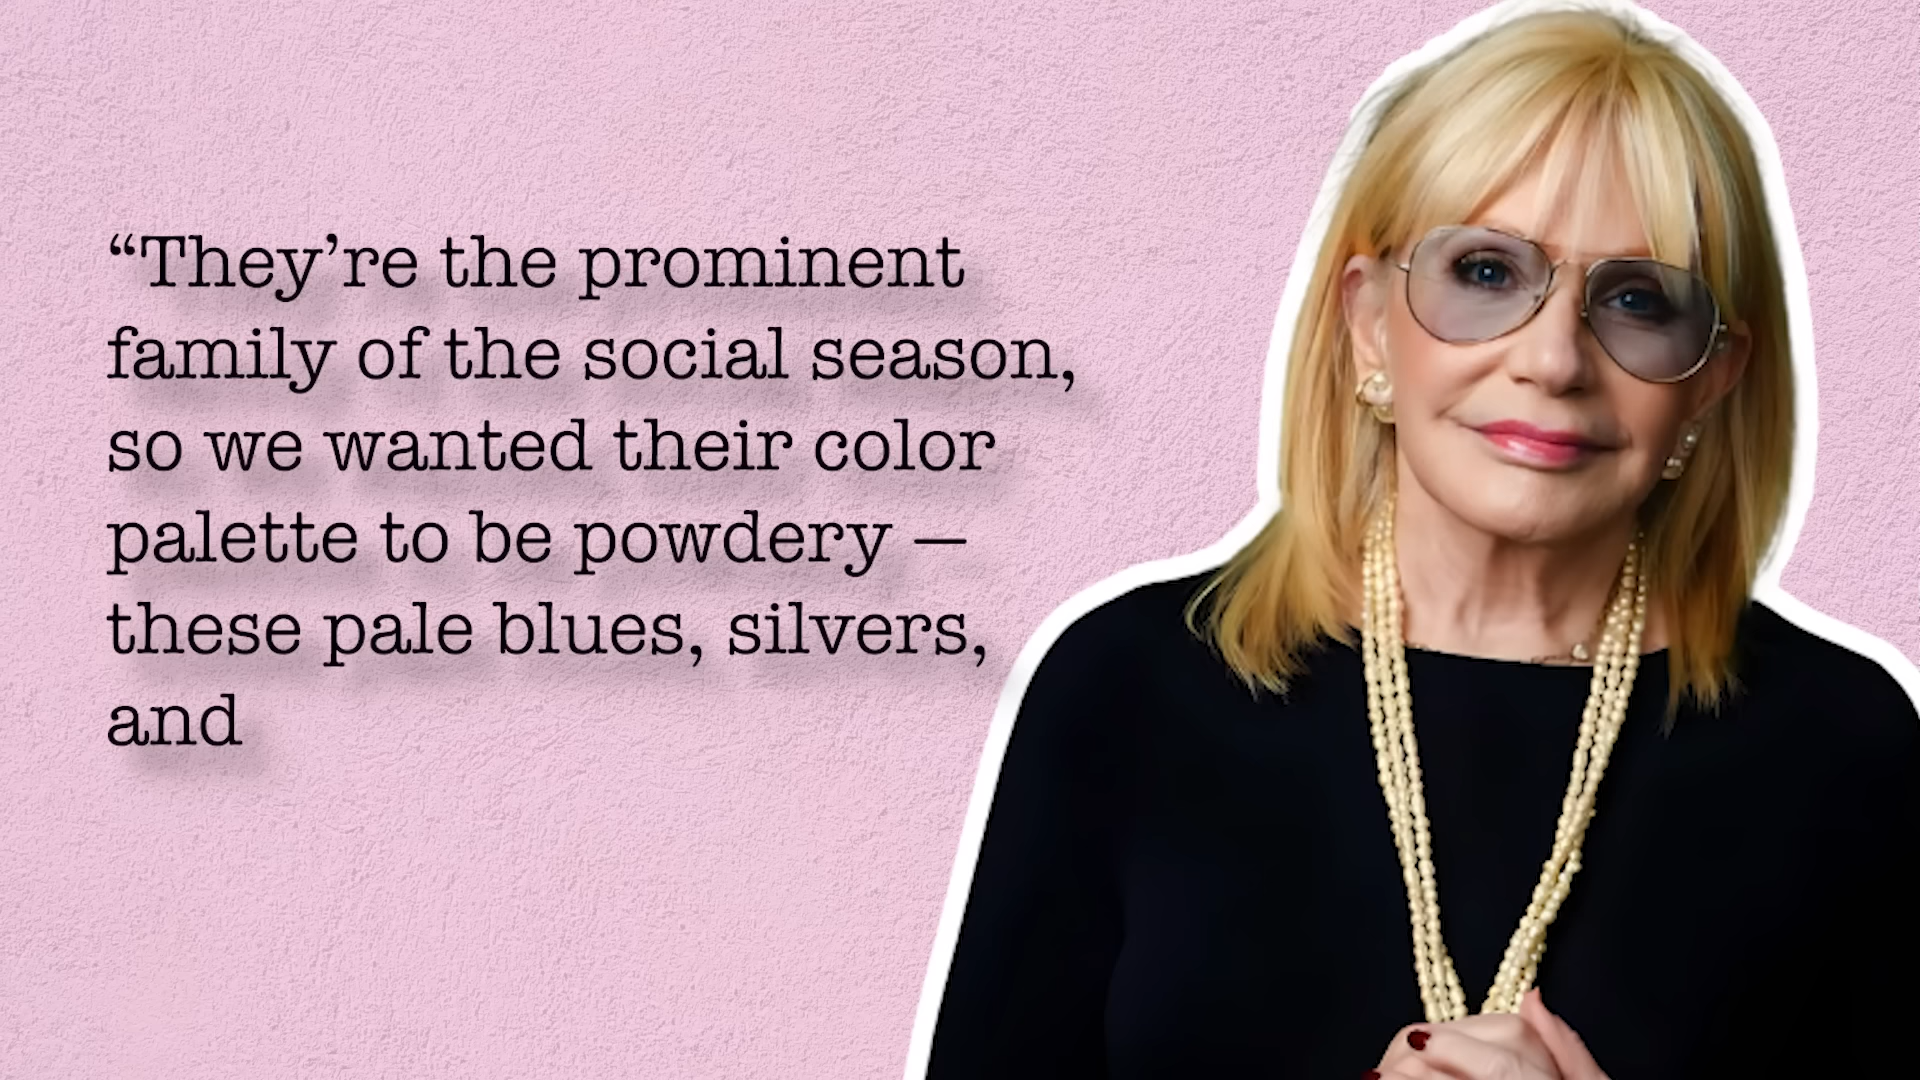 “They’re the prominent
family of the social season,
so we wanted their color
palette to be powdery —
these pale blues, silvers,
and